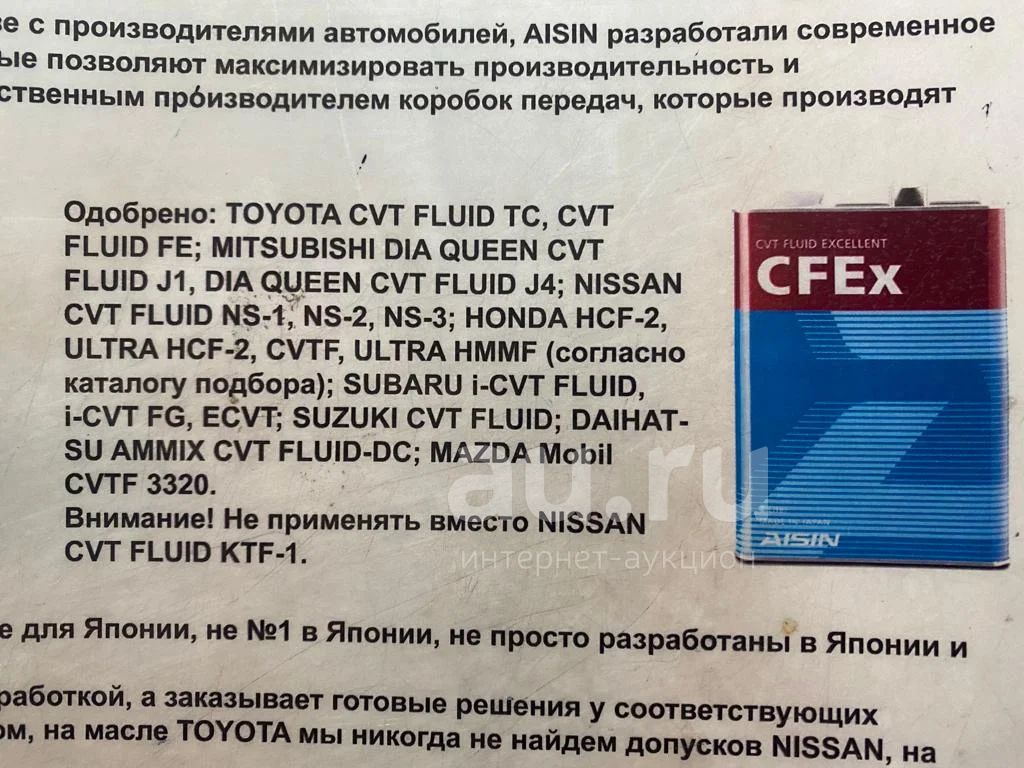 с производителями автомобилей, AISIN разработали современное
позволяют максимизировать производительность и
производителем коробок передач, которые производят
Одобрено: TOYOTA CVT FLUID TC, CVT
FLUID FE; MITSUBISHI DIA QUEEN CVT
FLUID J1, DIA QUEEN CVT FLUID J4; NISSAN
CVT FLUID NS-1, NS-2, NS-3; HONDA HCF-2,
ULTRA HCF-2, CVTF, ULTRA HMMF (согласно
каталогу подбора); SUBARU i-CVT FLUID,
i-CVT FG, ECVT; SUZUKI CVT FLUID; DAIHAT-
SU AMMIX CVT FLUID-DC; MAZDA Mobil
CVTF 3320.
Внимание! Не применять вместо NISSAN
CVT FLUID KTF-1.
CVT FLUID EXCELLENT
CFEx
MADE IN JAPAN
AISIN
au.ru
интернет-аукцион
для Японии, не №1 в Японии, не просто разработаны в Японии и
а заказывает готовые решения у соответствующих
на масле TOYOTA мы никогда не найдем допусков NISSAN, на